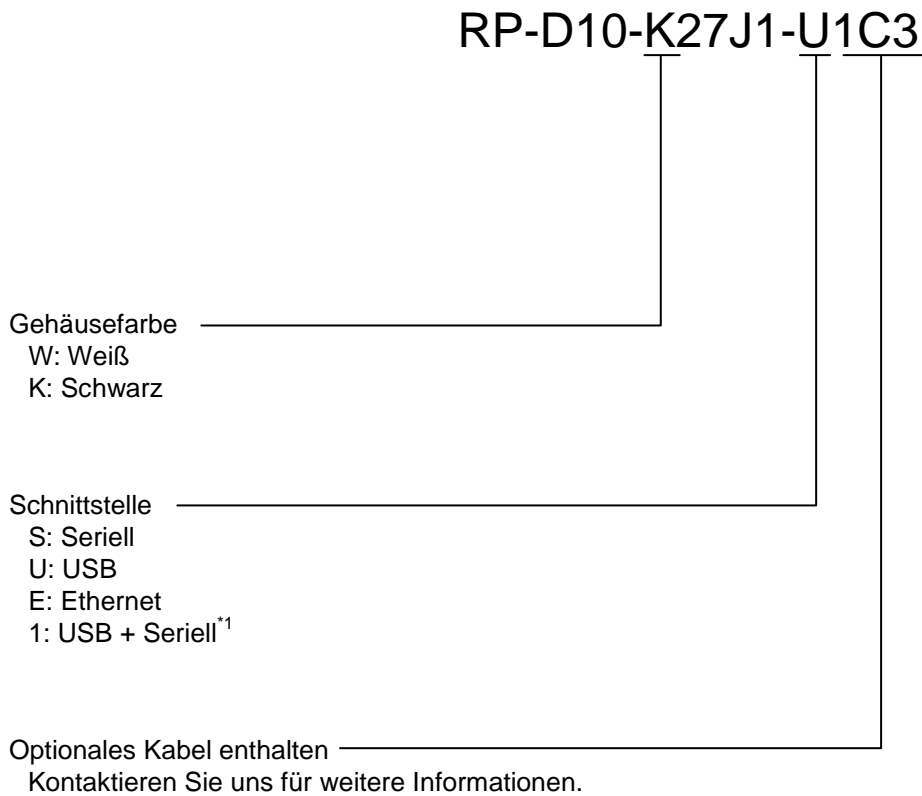 RP-D10-K27J1-U1C3
Gehäusefarbe
W: Weiß
K: Schwarz
Schnittstelle
S: Seriell
U: USB
E: Ethernet
1: USB + Seriell*1
Optionales Kabel enthalten
Kontaktieren Sie uns für weitere Informationen.